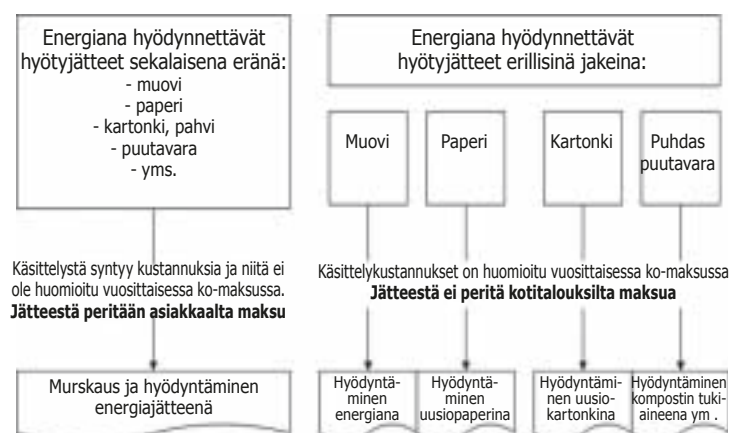 Energiana hyödynnettävät
hyötyjätteet sekalaisena eränä:
- muovi
- paperi
- kartonki, pahvi
- puutavara
- yms.
Käsittelystä syntyy kustannuksia ja niitä ei
ole huomioitu vuosittaisessa ko-maksussa.
Jätteestä peritään asiakkaalta maksu
Murskaus ja hyödyntäminen
energiajätteenä
Energiana hyödynnettävät
hyötyjätteet erillisinä jakeina:
Muovi
Paperi
Kartonki
Puhdas
puutavara
Käsittelykustannukset on huomioitu vuosittaisessa ko-maksussa
Jätteestä ei peritä kotitalouksilta maksua
Hyödyntä-
minen
energiana
Hyödyntä-
minen
uusiopaperina
Hyödyntämi-
nen uusio-
kartonkina
Hyödyntäminen
kompostin tuki-
aineena ym .